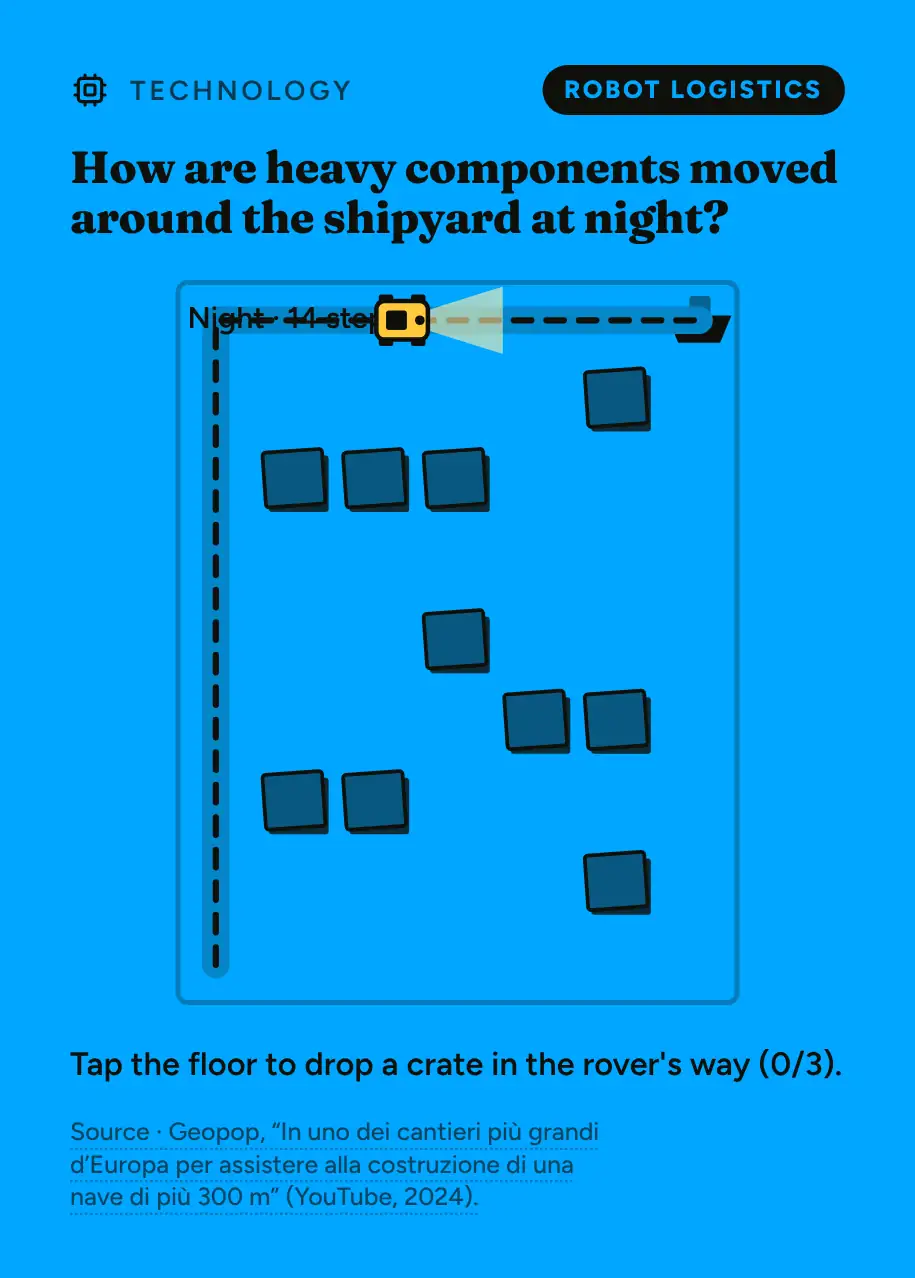 TECHNOLOGY
ROBOT LOGISTICS
How are heavy components moved
around the shipyard at night?
Night · 14
Tap the floor to drop a crate in the rover's way (0/3).
Source · Geopop, “In uno dei cantieri più grandi
d’Europa per assistere alla costruzione di una
nave di più 300 m” (YouTube, 2024).